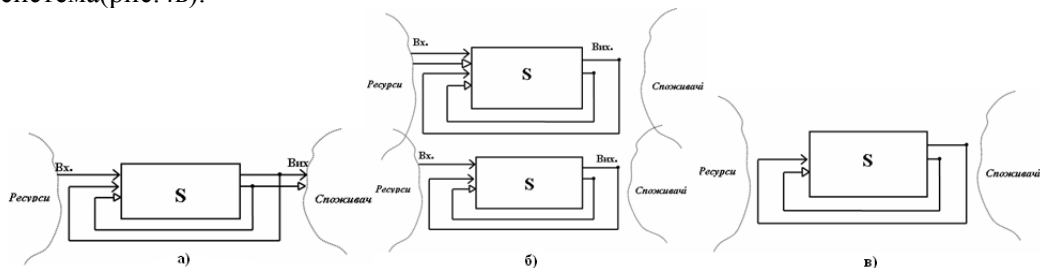 система(рис.4в).
Вх.
Вих.
S
Ресурси
Споживачі
Вх.
Вих
S
Ресурси
Споживач
Вх.
Вих.
S
Ресурси
Споживачі
S
Ресурси
Споживачі
а)
б)
в)